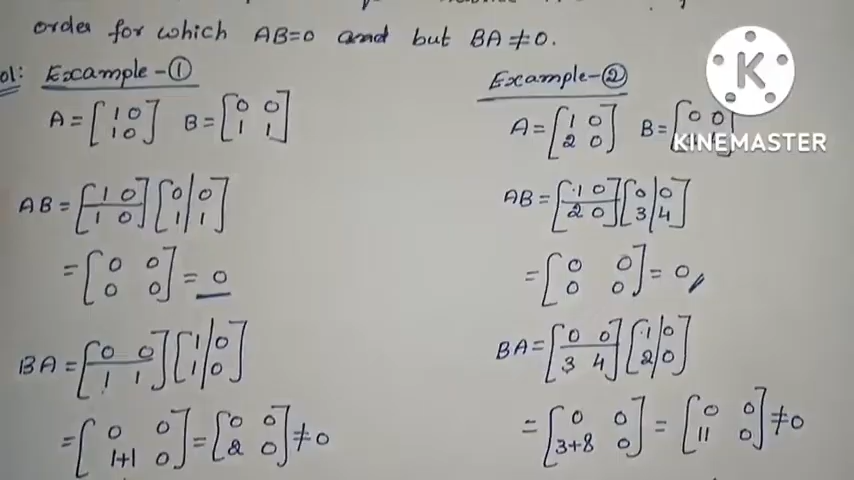 order for which AB=0 and but BA≠0.
ol: Example-①
A = [1 0
1 0] B = [0 0
1 1]
AB = [1 0
1 0] [0 0
1 1]
= [0 0
0 0] = 0
BA = [0 0
1 1] [1 0
1 0]
= [0 0
1+1 0] = [0 0
2 0] ≠ 0
Example-②
A = [1 0
2 0] B = [0 0
K
KINEMASTER
AB = [1 0
2 0] [0 0
3 4]
= [0 0
0 0] = 0
BA = [0 0
3 4] [1 0
2 0]
= [0 0
3+8 0] = [0 0
11 0] ≠ 0